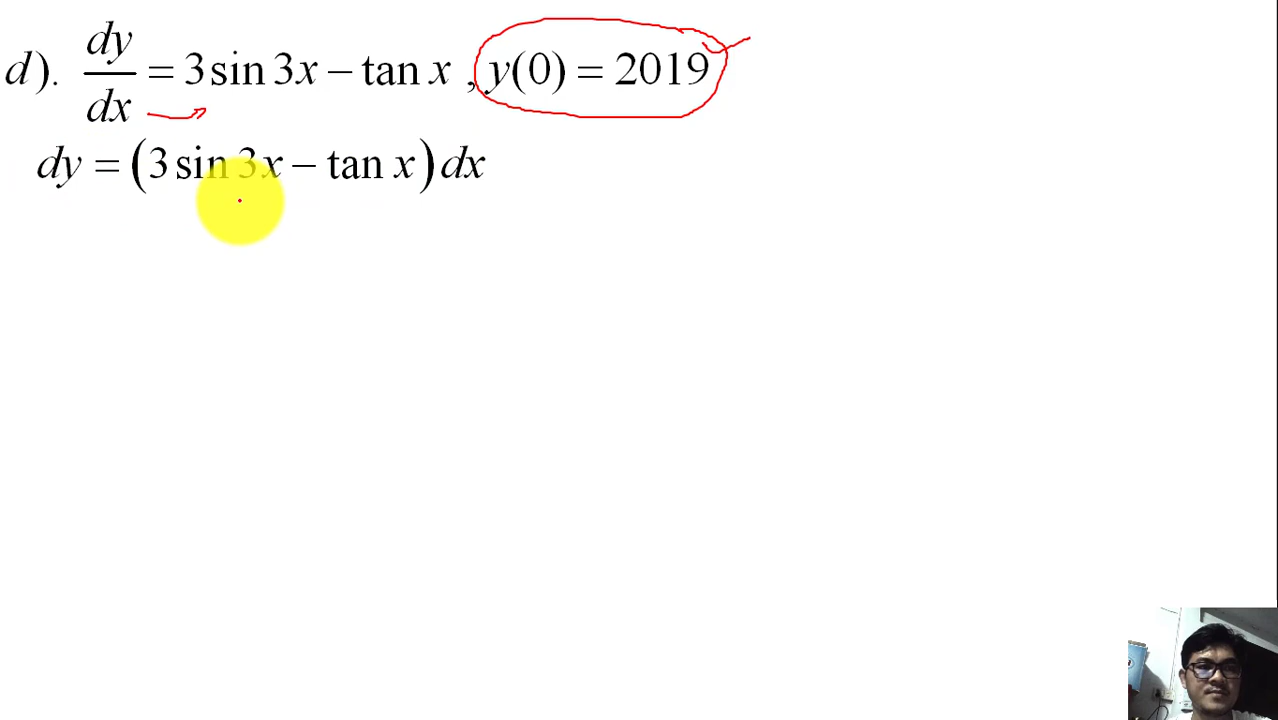 d). dy/dx = 3 sin 3x − tan x , y(0) = 2019
dy = (3 sin 3x − tan x) dx